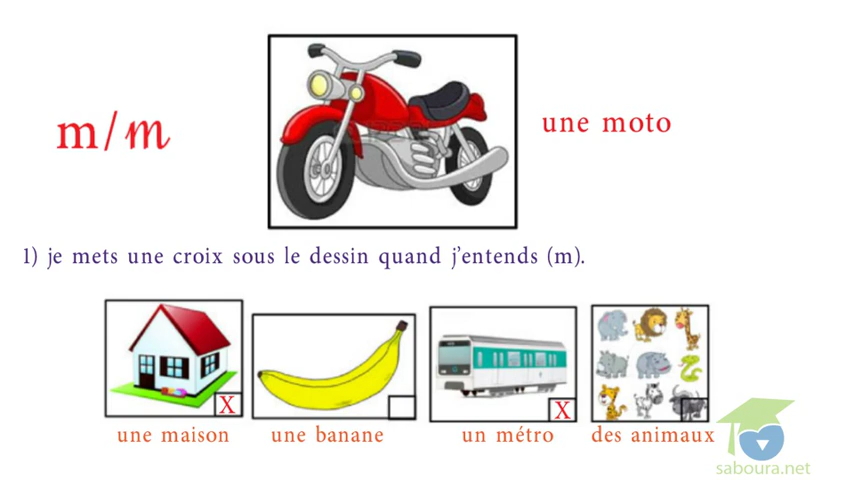 m/m
une moto
1) je mets une croix sous le dessin quand j'entends (m).
X
X
une maison
une banane
un métro
des animaux
saboura.net